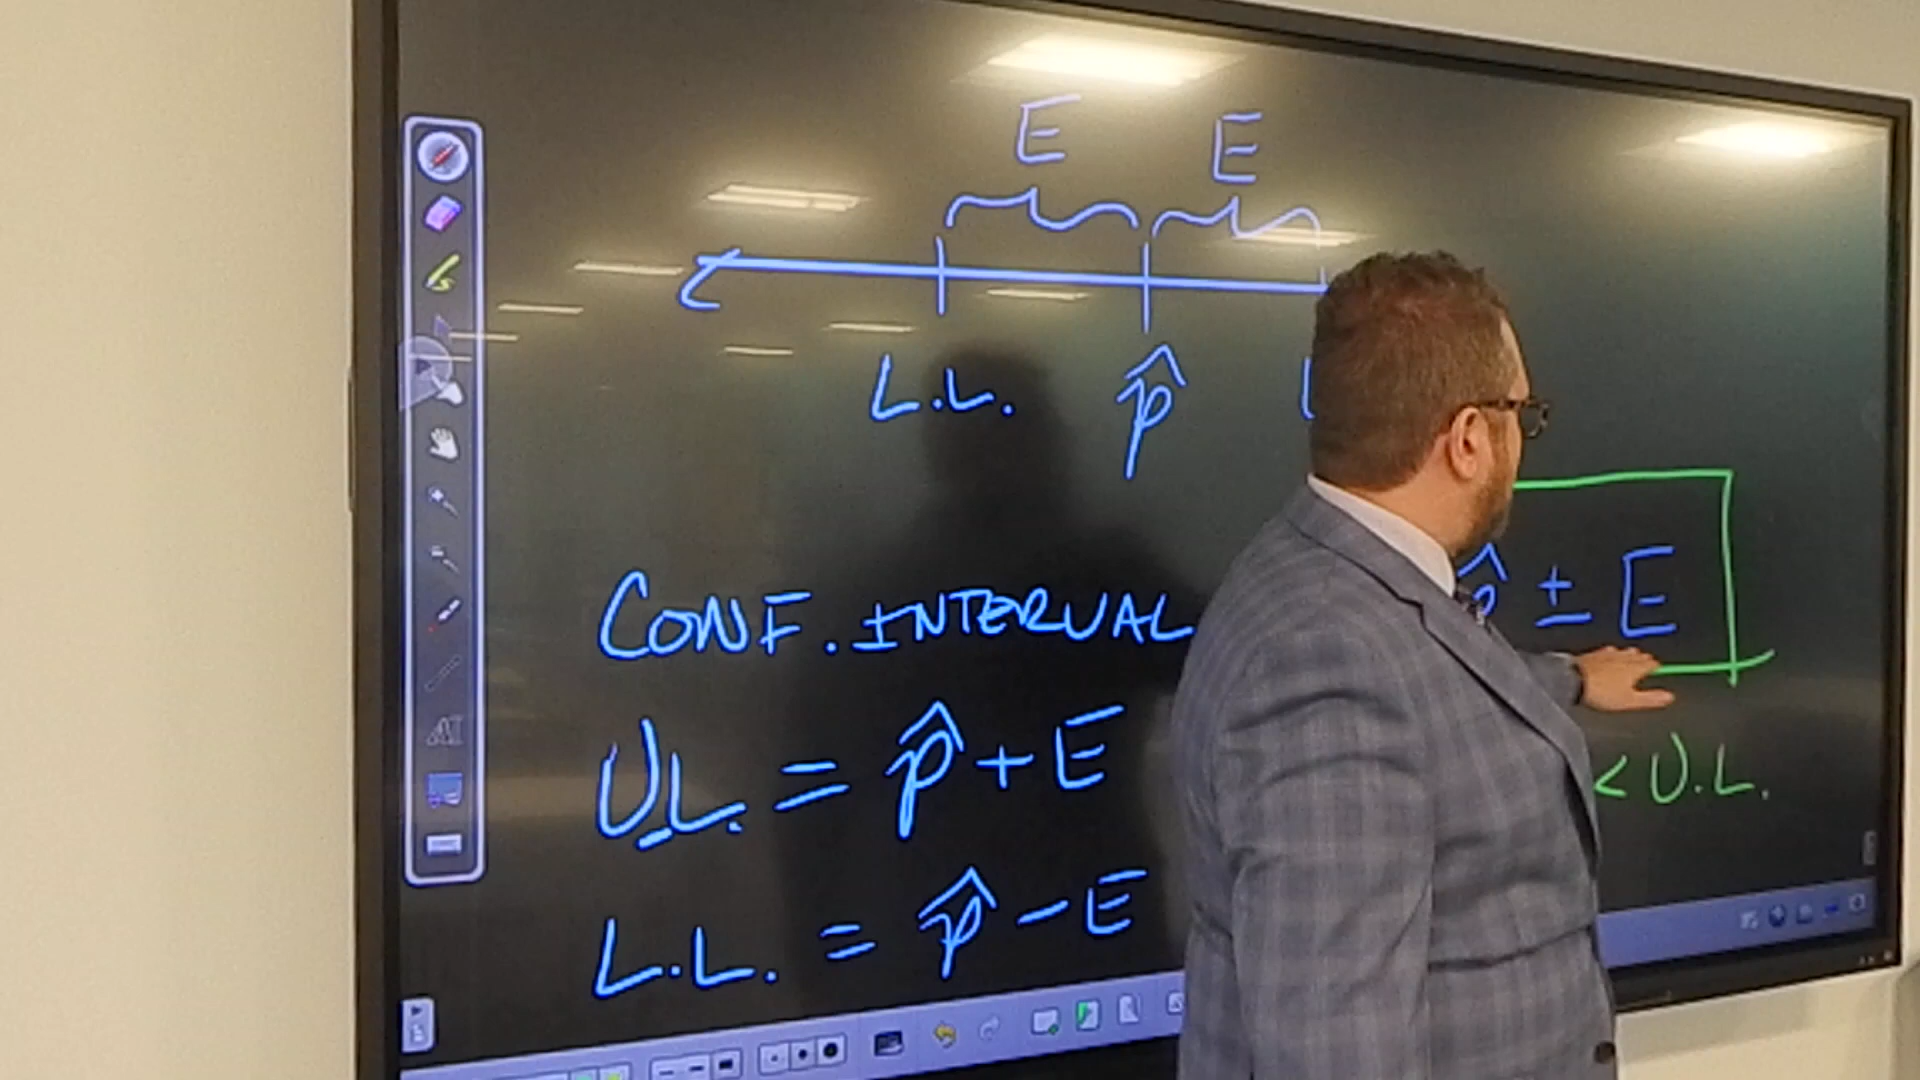 E E
L.L. p̂
CONF. INTERVAL
p̂ ± E
U.L. = p̂ + E
< U.L.
L.L. = p̂ - E